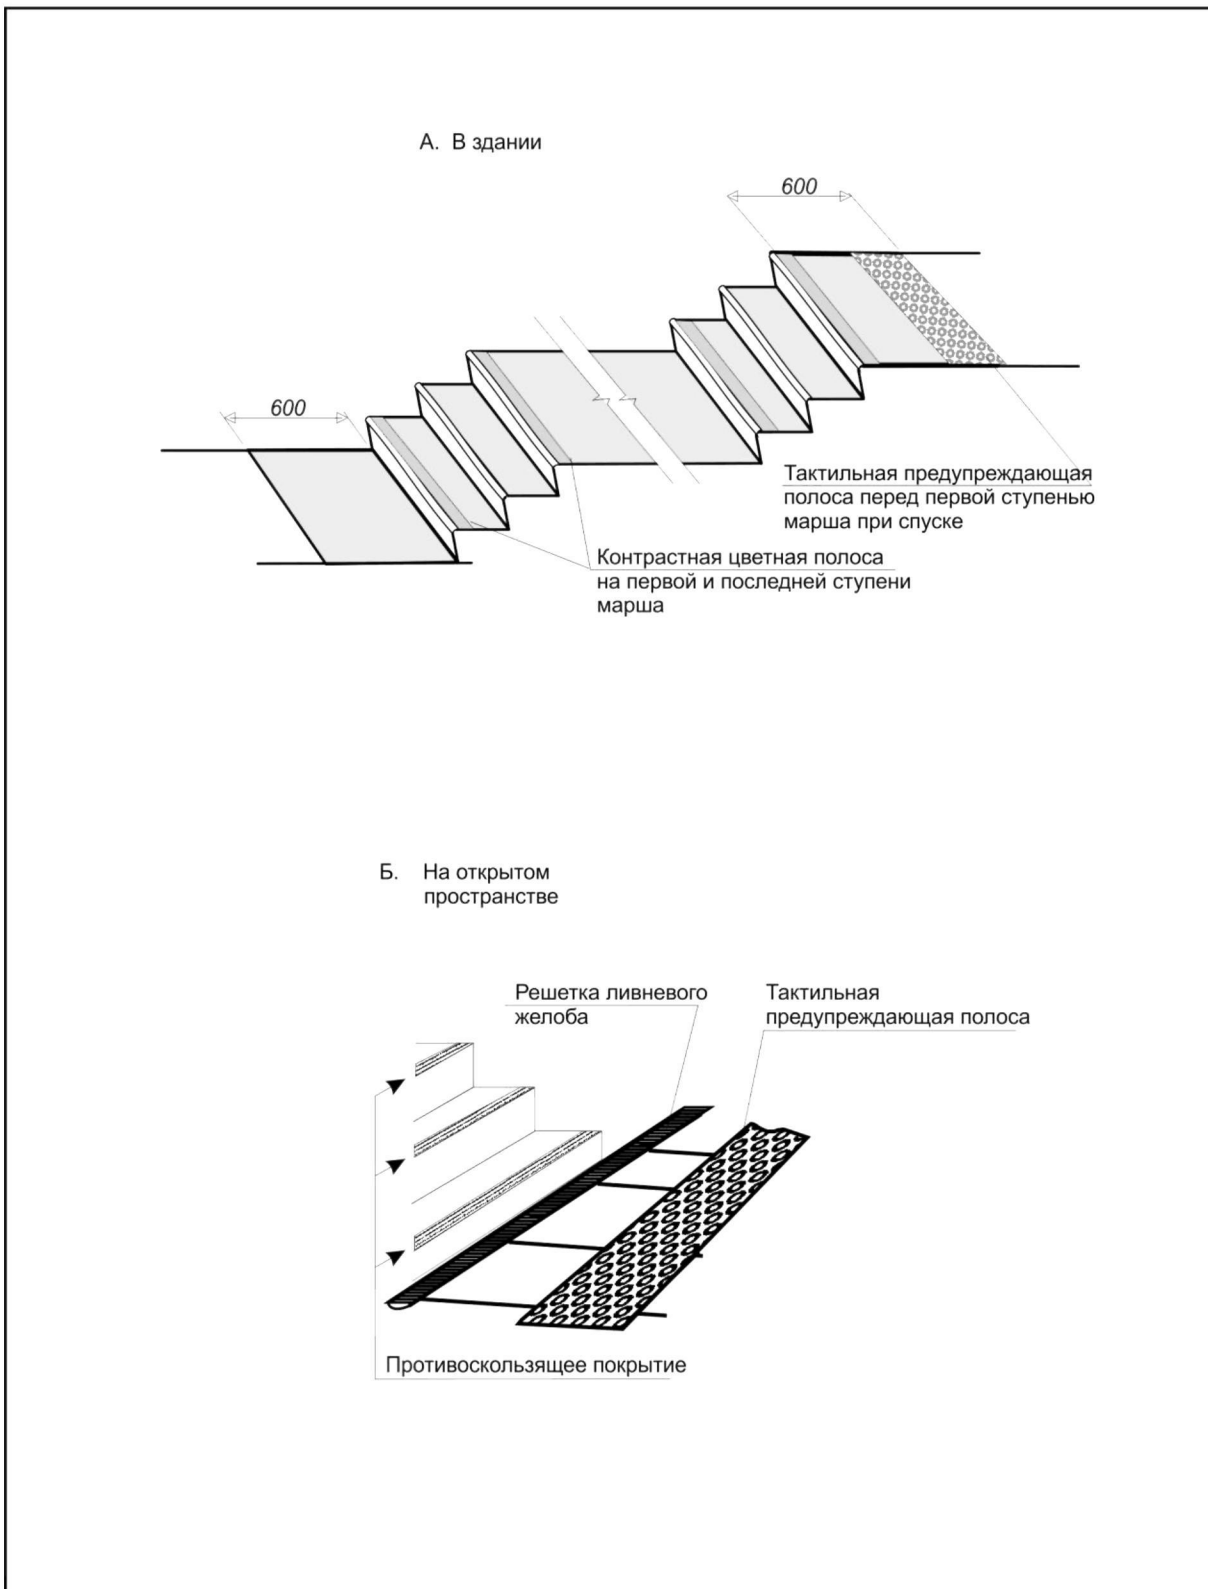 А. В здании
600
600
Тактильная предупреждающая
полоса перед первой ступенью
марша при спуске
Контрастная цветная полоса
на первой и последней ступени
марша
Б. На открытом
пространстве
Решетка ливневого
желоба
Тактильная
предупреждающая полоса
Противоскользящее покрытие